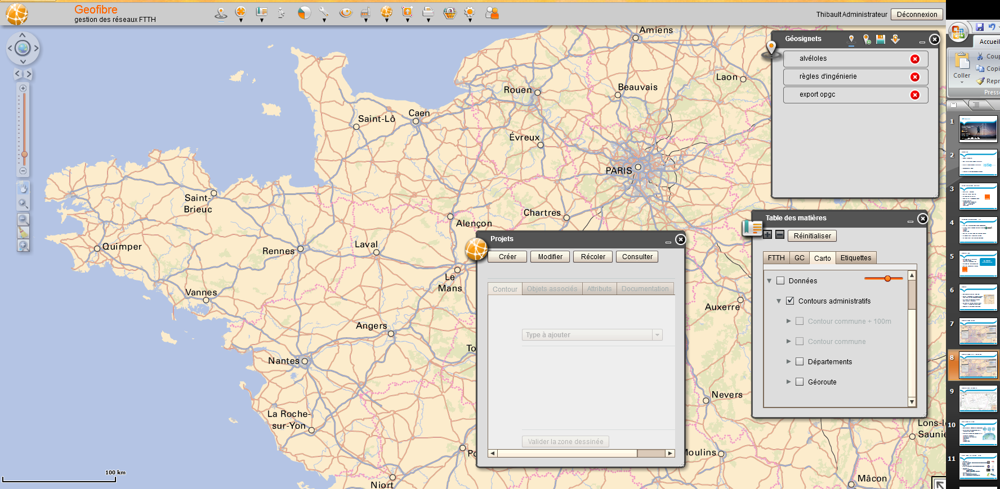 Geofibre
gestion des réseaux FTTH
Thibault Administrateur
Déconnexion
Accueil
Coup
Copi
Coller
Repr
Presse
Géosignets
alvéloles
règles d'ingénierie
export opgc
Amiens
Laon
Rouen
Beauvais
Caen
Saint-Lô
Évreux
PARIS
Saint-
Brieuc
Chartres
Alençon
Quimper
Rennes
Laval
Le
Mans
Vannes
Auxerre
Angers
To
Nantes
Nevers
La Roche-
sur-Yon
Lons-l
Saunie
Po
Moulins
Niort
Mâcon
100 km
Projets
Créer
Modifier
Récoler
Consulter
Contour
Objets associés
Attributs
Documentation
Type à ajouter
Valider la zone dessinée
Table des matières
Réinitialiser
FTTH
GC
Carto
Etiquettes
Données
Contours administratifs
Contour commune + 100m
Contour commune
Départements
Géoroute
1
2
3
4
5
6
7
8
9
10
11